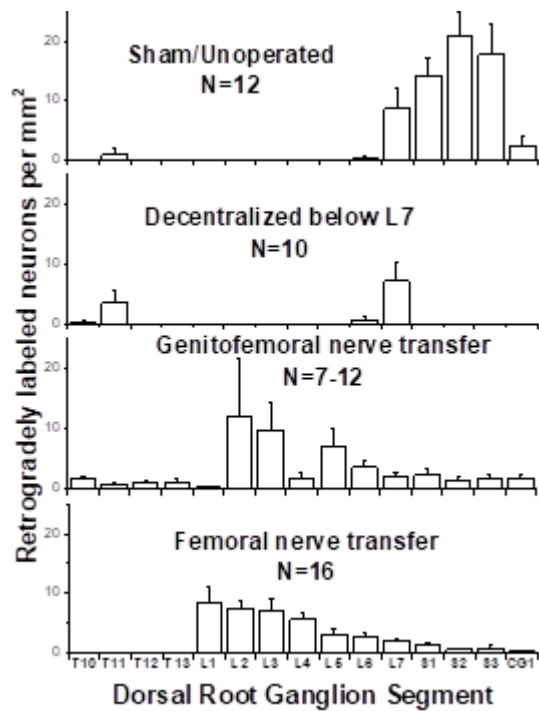 Retrogradely labeled neurons per mm²
20
Sham/Unoperated
N=12
10
0
20
Decentralized below L7
N=10
10
0
Genitofemoral nerve transfer
20
N=7-12
10
0
20
Femoral nerve transfer
N=16
10
0
T10 T11 T12 T13 L1 L2 L3 L4 L5 L6 L7 S1 S2 S3 CG1
Dorsal Root Ganglion Segment